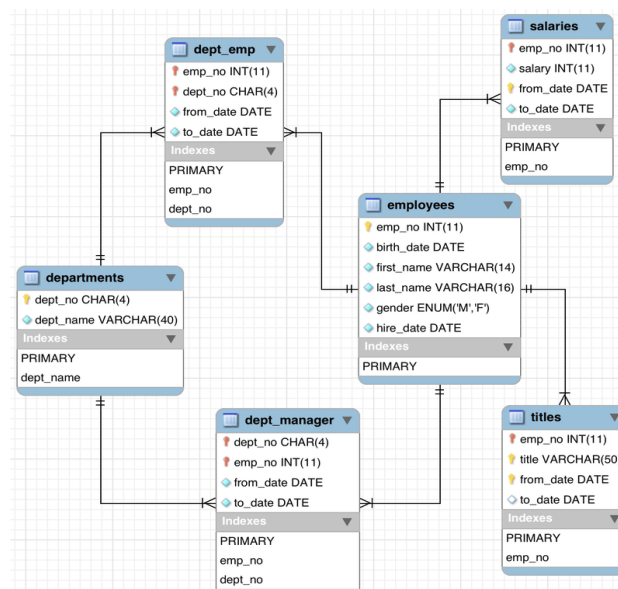 salaries
emp_no INT(11)
salary INT(11)
from_date DATE
to_date DATE
Indexes
PRIMARY
emp_no
dept_emp
emp_no INT(11)
dept_no CHAR(4)
from_date DATE
to_date DATE
Indexes
PRIMARY
emp_no
dept_no
employees
emp_no INT(11)
birth_date DATE
first_name VARCHAR(14)
last_name VARCHAR(16)
gender ENUM('M','F')
hire_date DATE
Indexes
PRIMARY
departments
dept_no CHAR(4)
dept_name VARCHAR(40)
Indexes
PRIMARY
dept_name
dept_manager
dept_no CHAR(4)
emp_no INT(11)
from_date DATE
to_date DATE
Indexes
PRIMARY
emp_no
dept_no
titles
emp_no INT(11)
title VARCHAR(50
from_date DATE
to_date DATE
Indexes
PRIMARY
emp_no